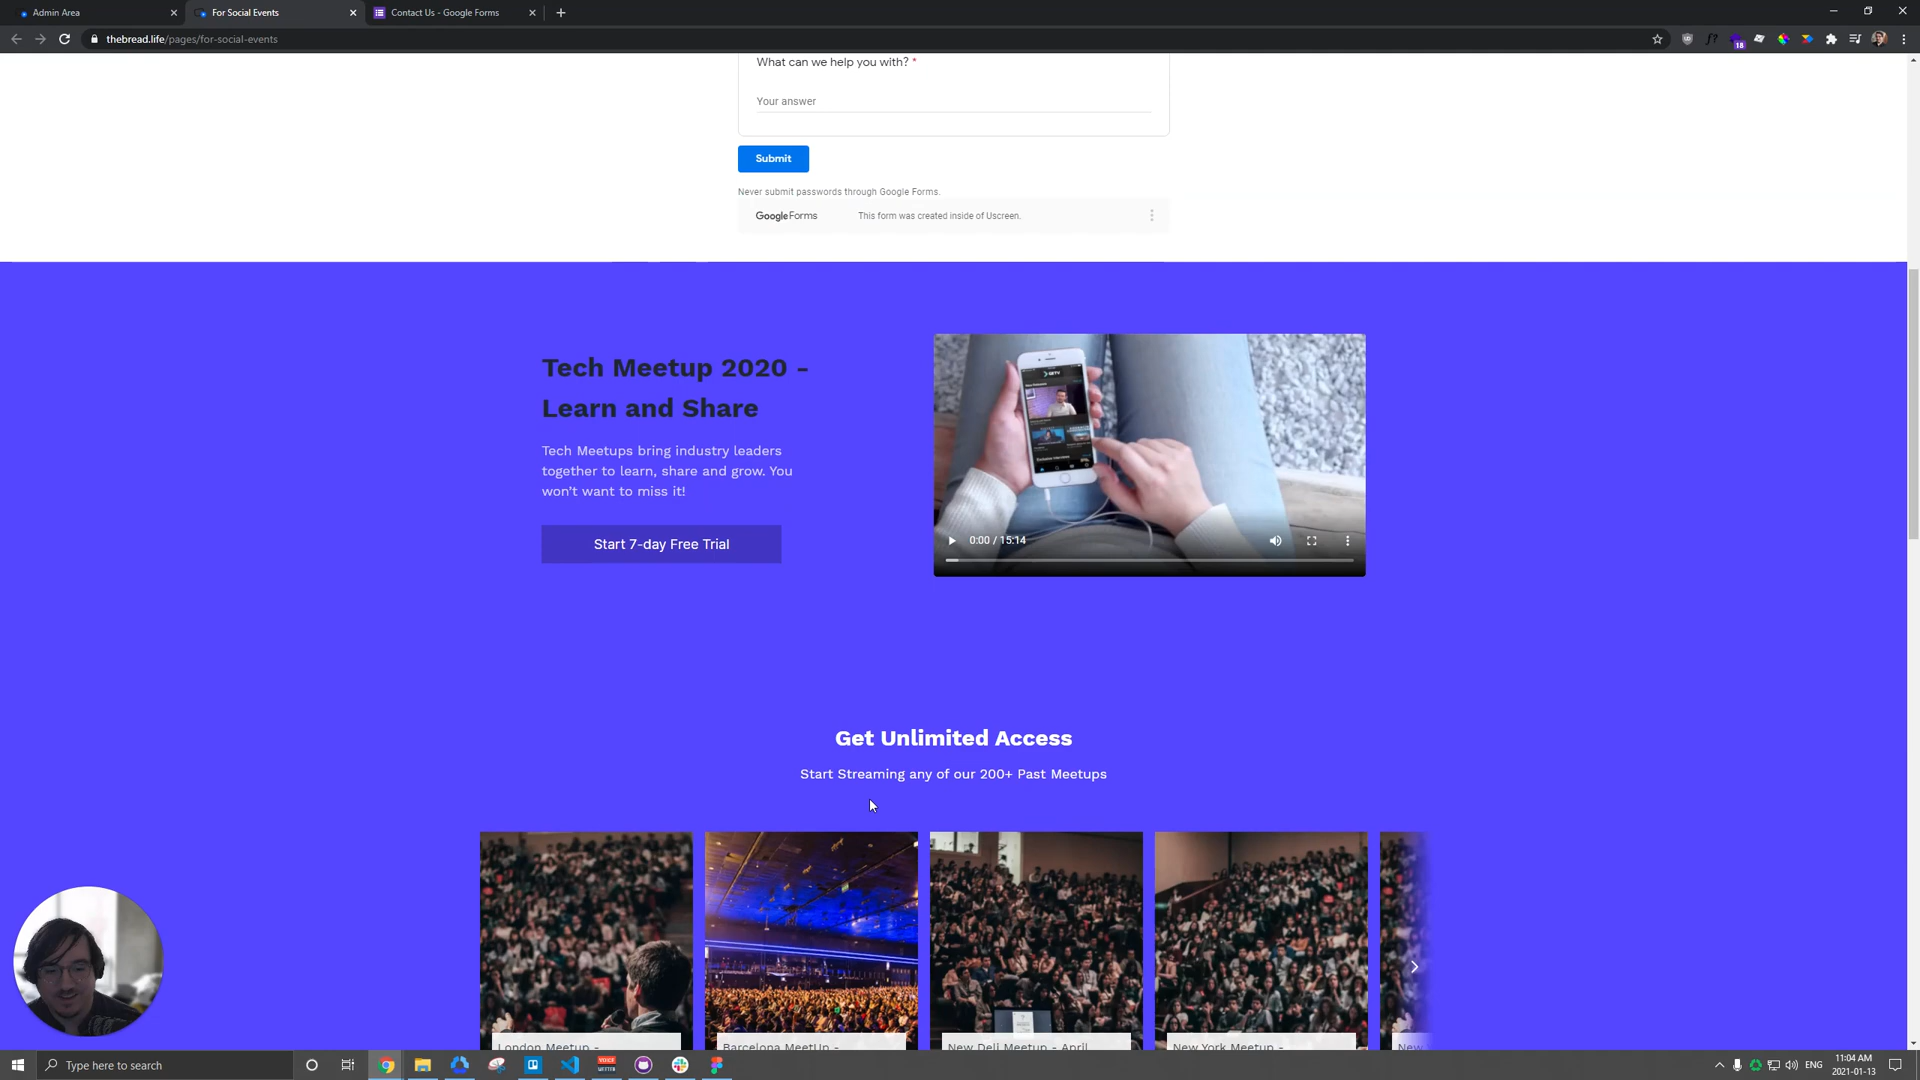 Admin Area
For Social Events
Contact Us - Google Forms
thebread.life/pages/for-social-events
18
What can we help you with? *
Your answer
Submit
Never submit passwords through Google Forms.
Google Forms
This form was created inside of Uscreen.
Tech Meetup 2020 -
Learn and Share
Tech Meetups bring industry leaders
together to learn, share and grow. You
won't want to miss it!
Start 7-day Free Trial
0:00 / 15:14
Get Unlimited Access
Start Streaming any of our 200+ Past Meetups
London Meetup -
Barcelona MeetUp -
New Deli Meetup - April
New York Meetup -
New
Type here to search
ENG
11:04 AM
2021-01-13